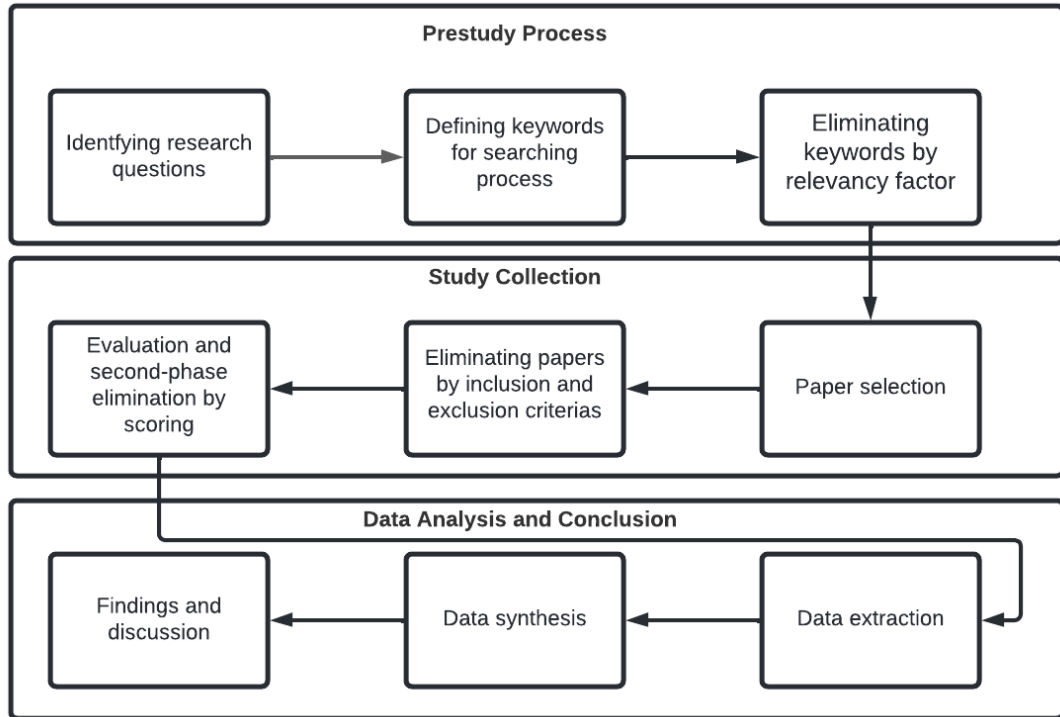 Prestudy Process
Identfying research
questions
Defining keywords
for searching
process
Eliminating
keywords by
relevancy factor
Study Collection
Evaluation and
second-phase
elimination by
scoring
Eliminating papers
by inclusion and
exclusion criterias
Paper selection
Data Analysis and Conclusion
Findings and
discussion
Data synthesis
Data extraction